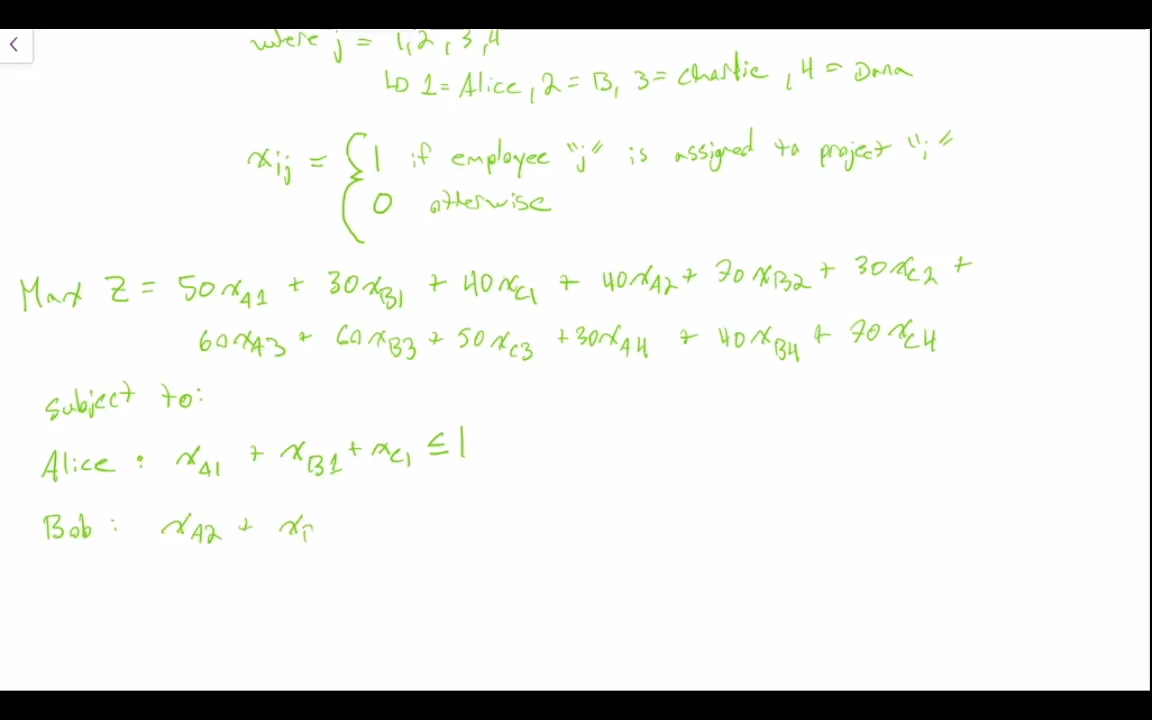 where j = 1,2,3,4
↳ 1 = Alice, 2 = B, 3 = Charlie, 4 = Dana
xij = { 1 if employee "j" is assigned to project "i"
0 otherwise
Max Z = 50xA1 + 30xB1 + 40xC1 + 40xA2 + 70xB2 + 30xC2 +
60xA3 + 60xB3 + 50xC3 + 30xA4 + 40xB4 + 70xC4
Subject to:
Alice : xA1 + xB1 + xC1 ≤ 1
Bob : xA2 + x